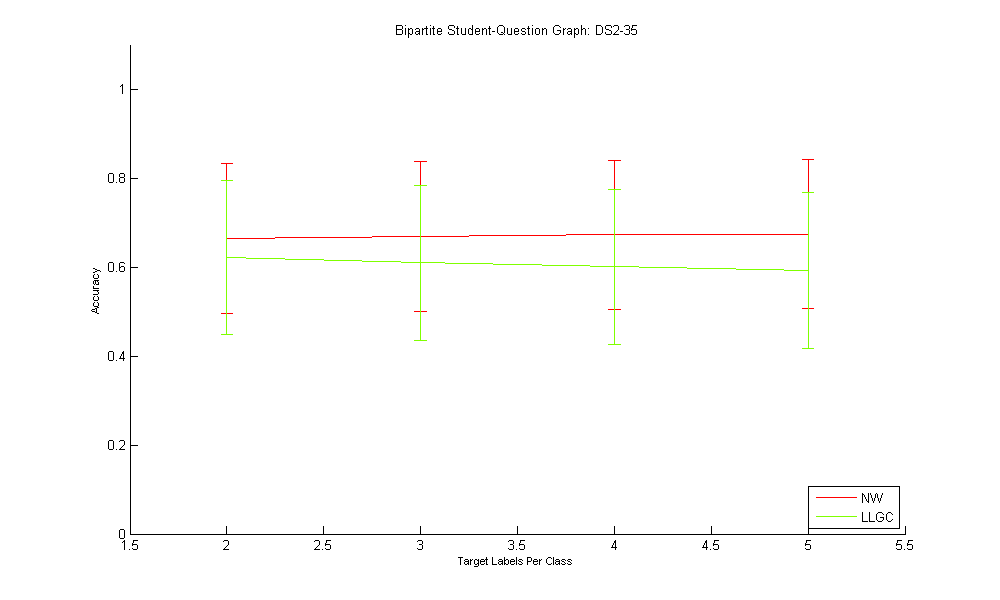 Bipartite Student-Question Graph: DS2-35
1
0.8
0.6
0.4
0.2
0
Accuracy
1.5 2 2.5 3 3.5 4 4.5 5 5.5
Target Labels Per Class
NW
LLGC